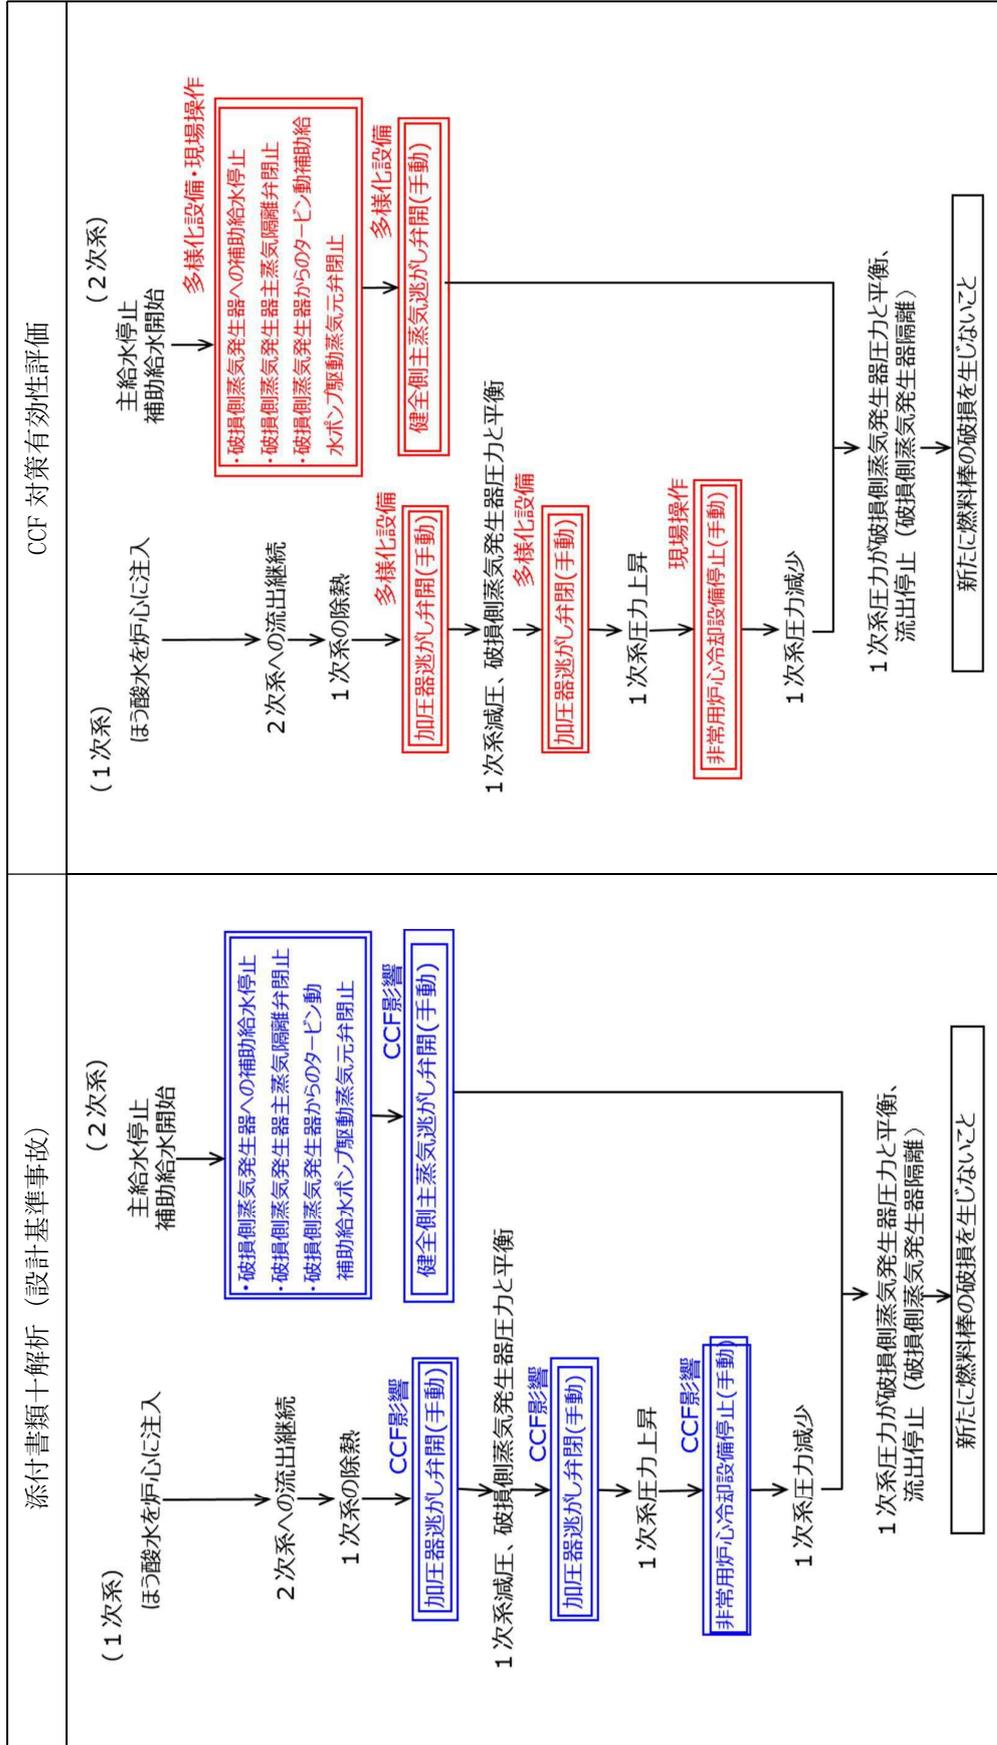 添付書類十解析（設計基準事故）
(１次系)
ほう酸水を炉心に注入
２次系への流出継続
１次系の除熱
CCF影響
加圧器逃がし弁開(手動)
１次系減圧、破損側蒸気発生器圧力と平衡
CCF影響
加圧器逃がし弁閉(手動)
１次系圧力上昇
CCF影響
非常用炉心冷却設備停止(手動)
１次系圧力減少
(２次系)
主給水停止
補助給水開始
・破損側蒸気発生器への補助給水停止
・破損側蒸気発生器主蒸気隔離弁閉止
・破損側蒸気発生器からのタービン動
補助給水ポンプ駆動蒸気元弁閉止
CCF影響
健全側主蒸気逃がし弁開(手動)
１次系圧力が破損側蒸気発生器圧力と平衡、
流出停止（破損側蒸気発生器隔離）
新たに燃料棒の破損を生じないこと
CCF 対策有効性評価
(１次系)
ほう酸水を炉心に注入
２次系への流出継続
１次系の除熱
多様化設備
加圧器逃がし弁開(手動)
１次系減圧、破損側蒸気発生器圧力と平衡
多様化設備
加圧器逃がし弁閉(手動)
１次系圧力上昇
現場操作
非常用炉心冷却設備停止(手動)
１次系圧力減少
(２次系)
主給水停止
補助給水開始
多様化設備・現場操作
・破損側蒸気発生器への補助給水停止
・破損側蒸気発生器主蒸気隔離弁閉止
・破損側蒸気発生器からのタービン動補助給
水ポンプ駆動蒸気元弁閉止
多様化設備
健全側主蒸気逃がし弁開(手動)
１次系圧力が破損側蒸気発生器圧力と平衡、
流出停止（破損側蒸気発生器隔離）
新たに燃料棒の破損を生じないこと